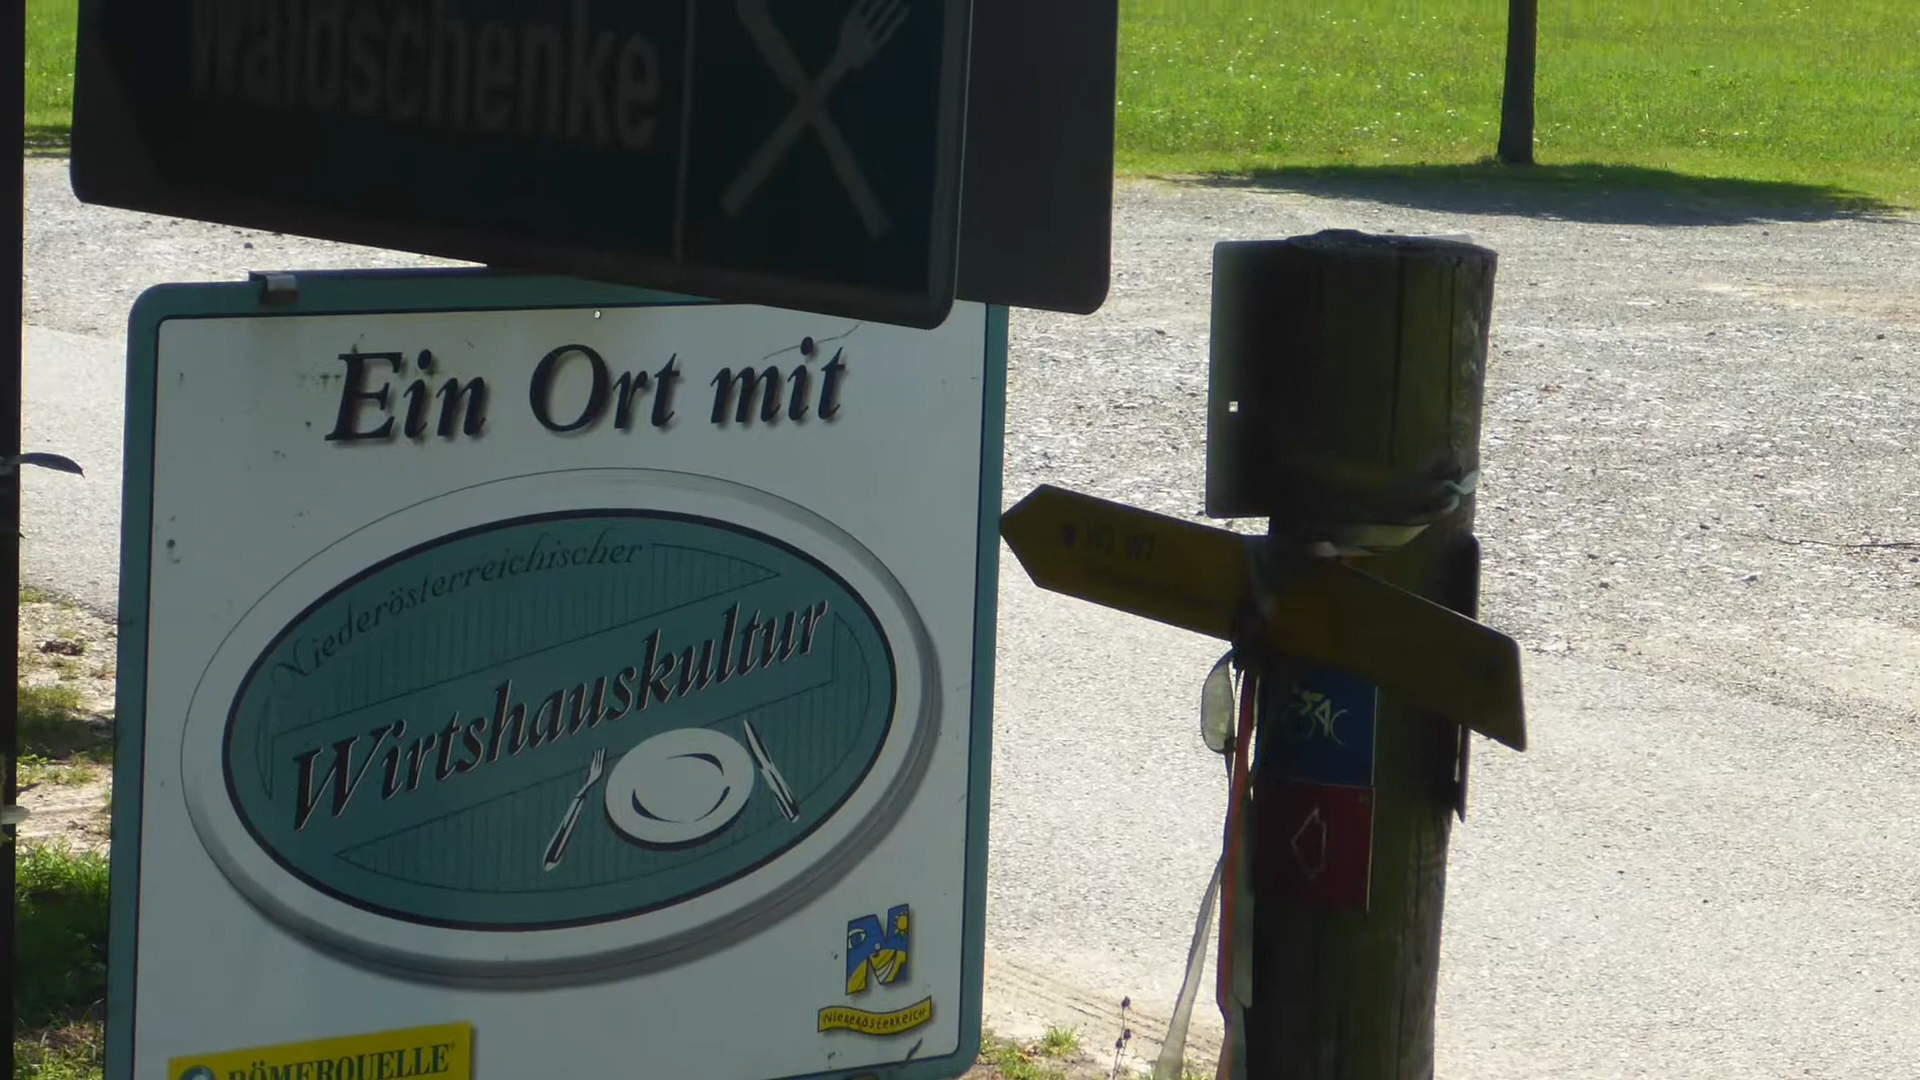 Waldschenke
Ein Ort mit
Niederösterreichischer
Wirtshauskultur
Niederösterreich
RÖMERQUELLE